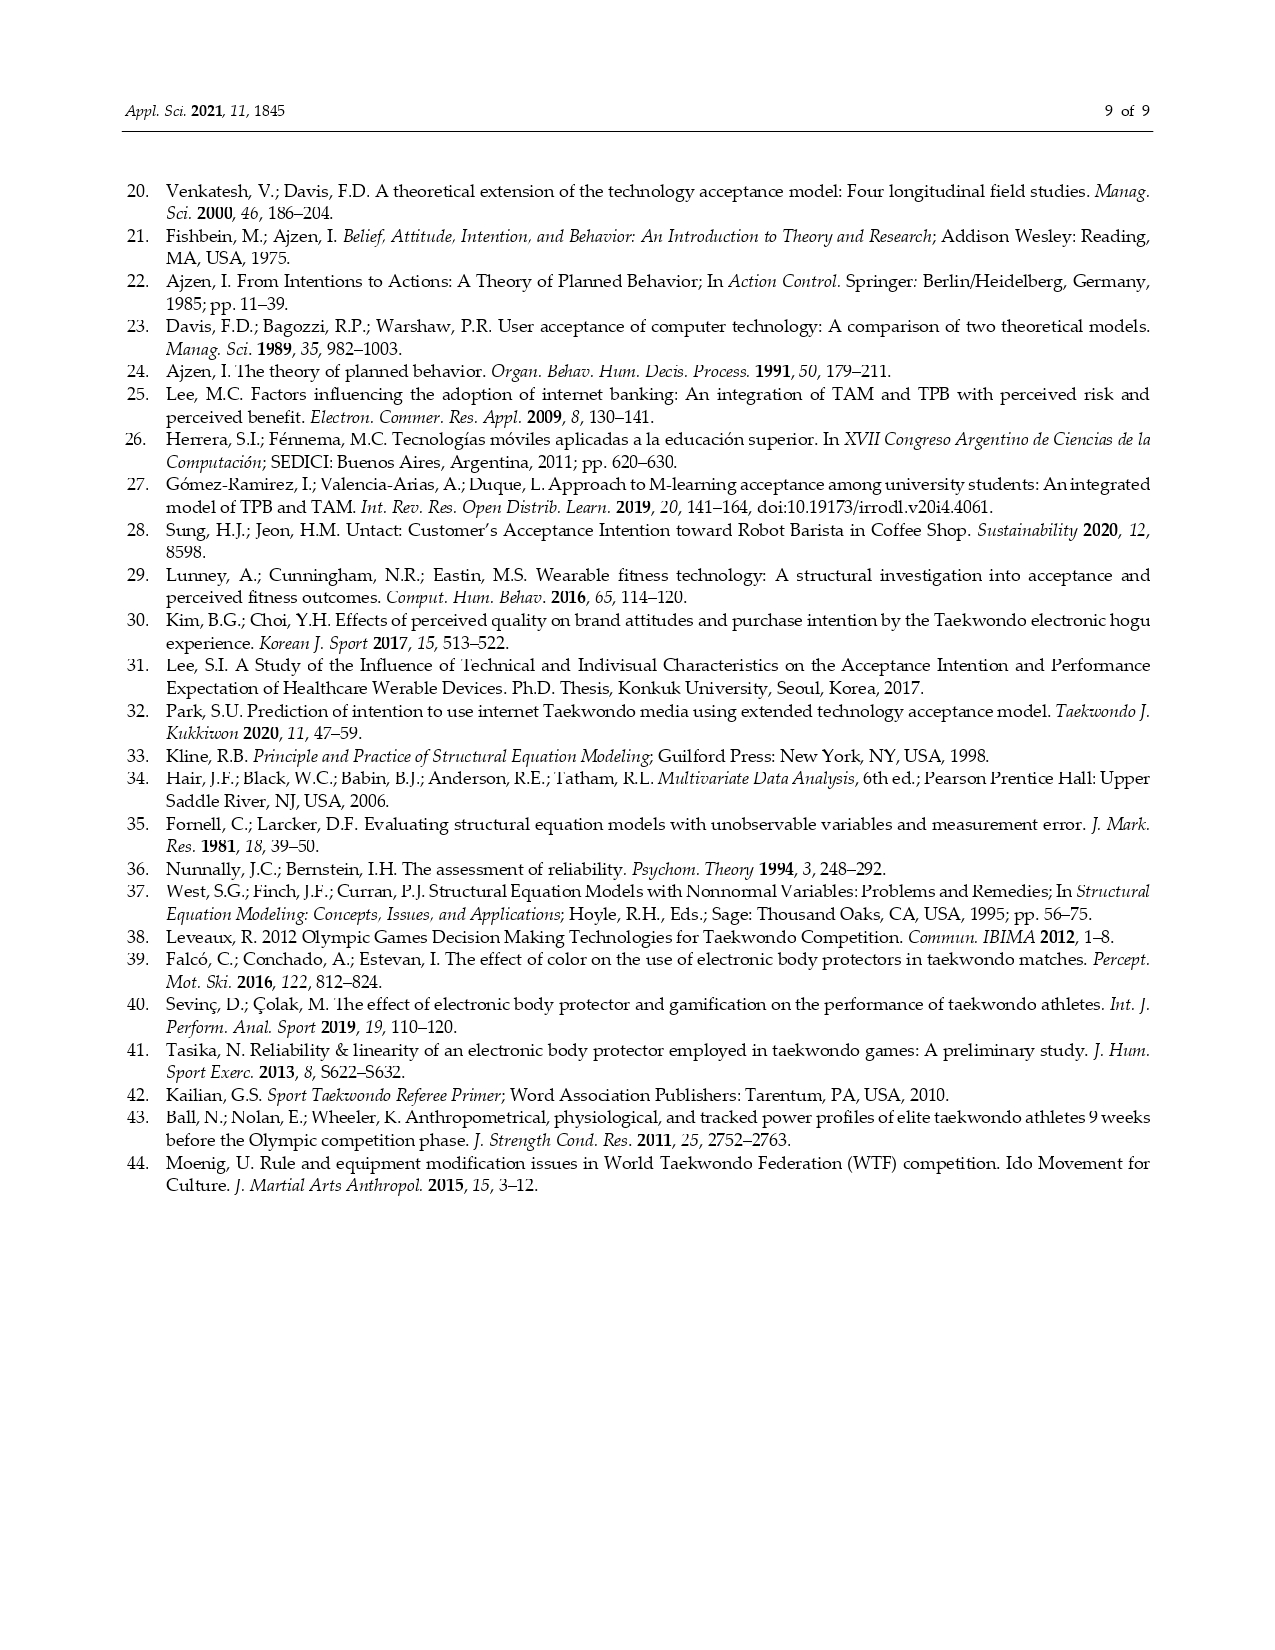 Appl. Sci. 2021, 11, 1845 9 of 9
20. Venkatesh, V.; Davis, F.D. A theoretical extension of the technology acceptance model: Four longitudinal field studies. Manag.
Sci. 2000, 46, 186–204.
21. Fishbein, M.; Ajzen, I. Belief, Attitude, Intention, and Behavior: An Introduction to Theory and Research; Addison Wesley: Reading,
MA, USA, 1975.
22. Ajzen, I. From Intentions to Actions: A Theory of Planned Behavior; In Action Control. Springer: Berlin/Heidelberg, Germany,
1985; pp. 11–39.
23. Davis, F.D.; Bagozzi, R.P.; Warshaw, P.R. User acceptance of computer technology: A comparison of two theoretical models.
Manag. Sci. 1989, 35, 982–1003.
24. Ajzen, I. The theory of planned behavior. Organ. Behav. Hum. Decis. Process. 1991, 50, 179–211.
25. Lee, M.C. Factors influencing the adoption of internet banking: An integration of TAM and TPB with perceived risk and
perceived benefit. Electron. Commer. Res. Appl. 2009, 8, 130–141.
26. Herrera, S.I.; Fénnema, M.C. Tecnologías móviles aplicadas a la educación superior. In XVII Congreso Argentino de Ciencias de la
Computación; SEDICI: Buenos Aires, Argentina, 2011; pp. 620–630.
27. Gómez-Ramirez, I.; Valencia-Arias, A.; Duque, L. Approach to M-learning acceptance among university students: An integrated
model of TPB and TAM. Int. Rev. Res. Open Distrib. Learn. 2019, 20, 141–164, doi:10.19173/irrodl.v20i4.4061.
28. Sung, H.J.; Jeon, H.M. Untact: Customer’s Acceptance Intention toward Robot Barista in Coffee Shop. Sustainability 2020, 12,
8598.
29. Lunney, A.; Cunningham, N.R.; Eastin, M.S. Wearable fitness technology: A structural investigation into acceptance and
perceived fitness outcomes. Comput. Hum. Behav. 2016, 65, 114–120.
30. Kim, B.G.; Choi, Y.H. Effects of perceived quality on brand attitudes and purchase intention by the Taekwondo electronic hogu
experience. Korean J. Sport 2017, 15, 513–522.
31. Lee, S.I. A Study of the Influence of Technical and Indivisual Characteristics on the Acceptance Intention and Performance
Expectation of Healthcare Werable Devices. Ph.D. Thesis, Konkuk University, Seoul, Korea, 2017.
32. Park, S.U. Prediction of intention to use internet Taekwondo media using extended technology acceptance model. Taekwondo J.
Kukkiwon 2020, 11, 47–59.
33. Kline, R.B. Principle and Practice of Structural Equation Modeling; Guilford Press: New York, NY, USA, 1998.
34. Hair, J.F.; Black, W.C.; Babin, B.J.; Anderson, R.E.; Tatham, R.L. Multivariate Data Analysis, 6th ed.; Pearson Prentice Hall: Upper
Saddle River, NJ, USA, 2006.
35. Fornell, C.; Larcker, D.F. Evaluating structural equation models with unobservable variables and measurement error. J. Mark.
Res. 1981, 18, 39–50.
36. Nunnally, J.C.; Bernstein, I.H. The assessment of reliability. Psychom. Theory 1994, 3, 248–292.
37. West, S.G.; Finch, J.F.; Curran, P.J. Structural Equation Models with Nonnormal Variables: Problems and Remedies; In Structural
Equation Modeling: Concepts, Issues, and Applications; Hoyle, R.H., Eds.; Sage: Thousand Oaks, CA, USA, 1995; pp. 56–75.
38. Leveaux, R. 2012 Olympic Games Decision Making Technologies for Taekwondo Competition. Commun. IBIMA 2012, 1–8.
39. Falcó, C.; Conchado, A.; Estevan, I. The effect of color on the use of electronic body protectors in taekwondo matches. Percept.
Mot. Ski. 2016, 122, 812–824.
40. Sevinç, D.; Çolak, M. The effect of electronic body protector and gamification on the performance of taekwondo athletes. Int. J.
Perform. Anal. Sport 2019, 19, 110–120.
41. Tasika, N. Reliability & linearity of an electronic body protector employed in taekwondo games: A preliminary study. J. Hum.
Sport Exerc. 2013, 8, S622–S632.
42. Kailian, G.S. Sport Taekwondo Referee Primer; Word Association Publishers: Tarentum, PA, USA, 2010.
43. Ball, N.; Nolan, E.; Wheeler, K. Anthropometrical, physiological, and tracked power profiles of elite taekwondo athletes 9 weeks
before the Olympic competition phase. J. Strength Cond. Res. 2011, 25, 2752–2763.
44. Moenig, U. Rule and equipment modification issues in World Taekwondo Federation (WTF) competition. Ido Movement for
Culture. J. Martial Arts Anthropol. 2015, 15, 3–12.